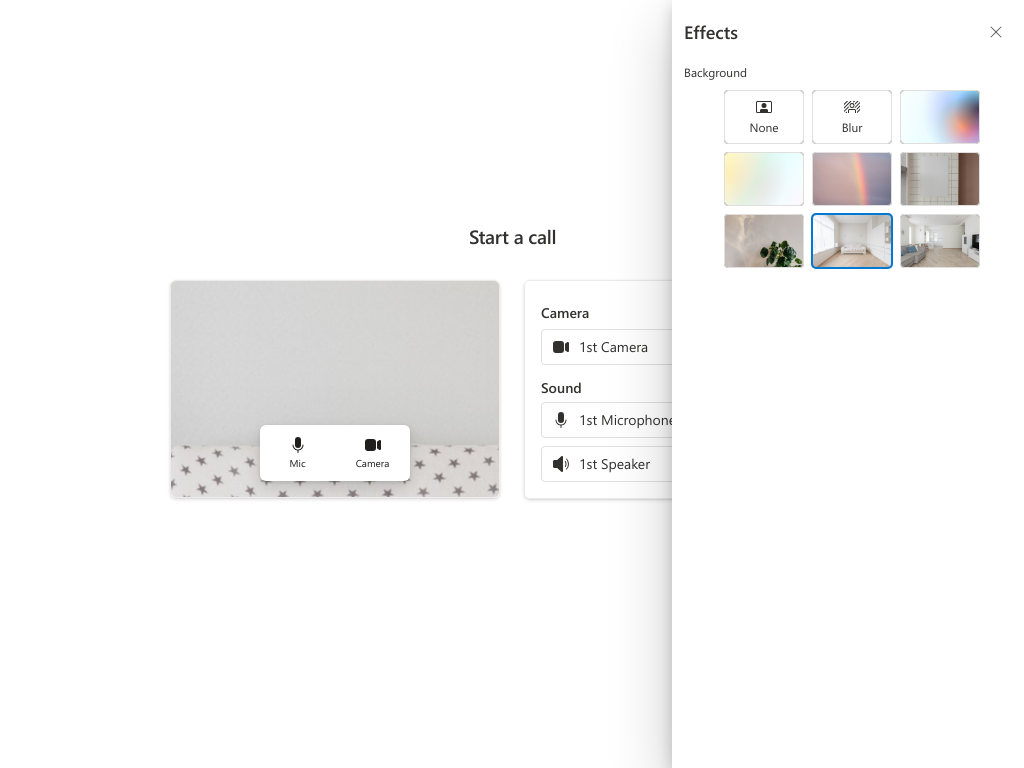 Effects
Background
None
Blur
Start a call
Camera
1st Camera
Sound
1st Microphone
1st Speaker
Mic
Camera